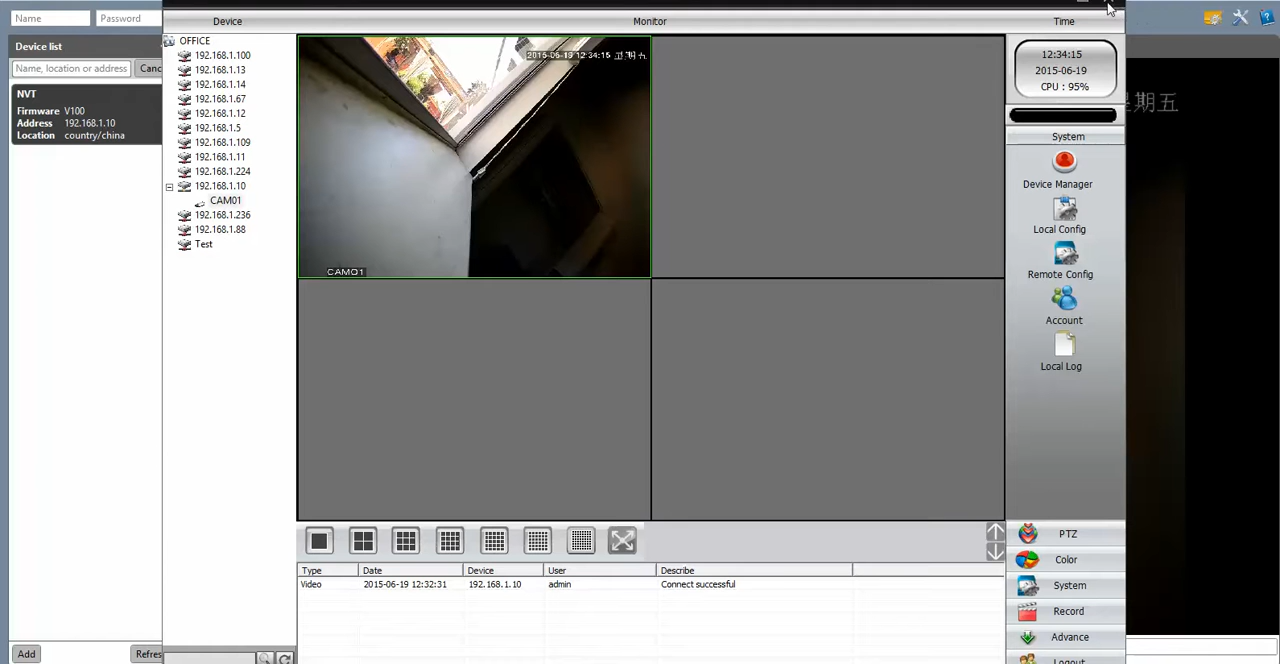 Name
Password
Device list
Name, location or address
Canc
NVT
Firmware V100
Address 192.168.1.10
Location country/china
Add
Refres
Device
Monitor
Time
OFFICE
192.168.1.100
192.168.1.13
192.168.1.14
192.168.1.67
192.168.1.12
192.168.1.5
192.168.1.109
192.168.1.11
192.168.1.224
192.168.1.10
CAM01
192.168.1.236
192.168.1.88
Test
2015-06-19 12:34:15 星期五
CAM01
12:34:15
2015-06-19
CPU : 95%
System
Device Manager
Local Config
Remote Config
Account
Local Log
PTZ
Color
System
Record
Advance
Logout
Type Date Device User Describe
Video 2015-06-19 12:32:31 192.168.1.10 admin Connect successful
期五